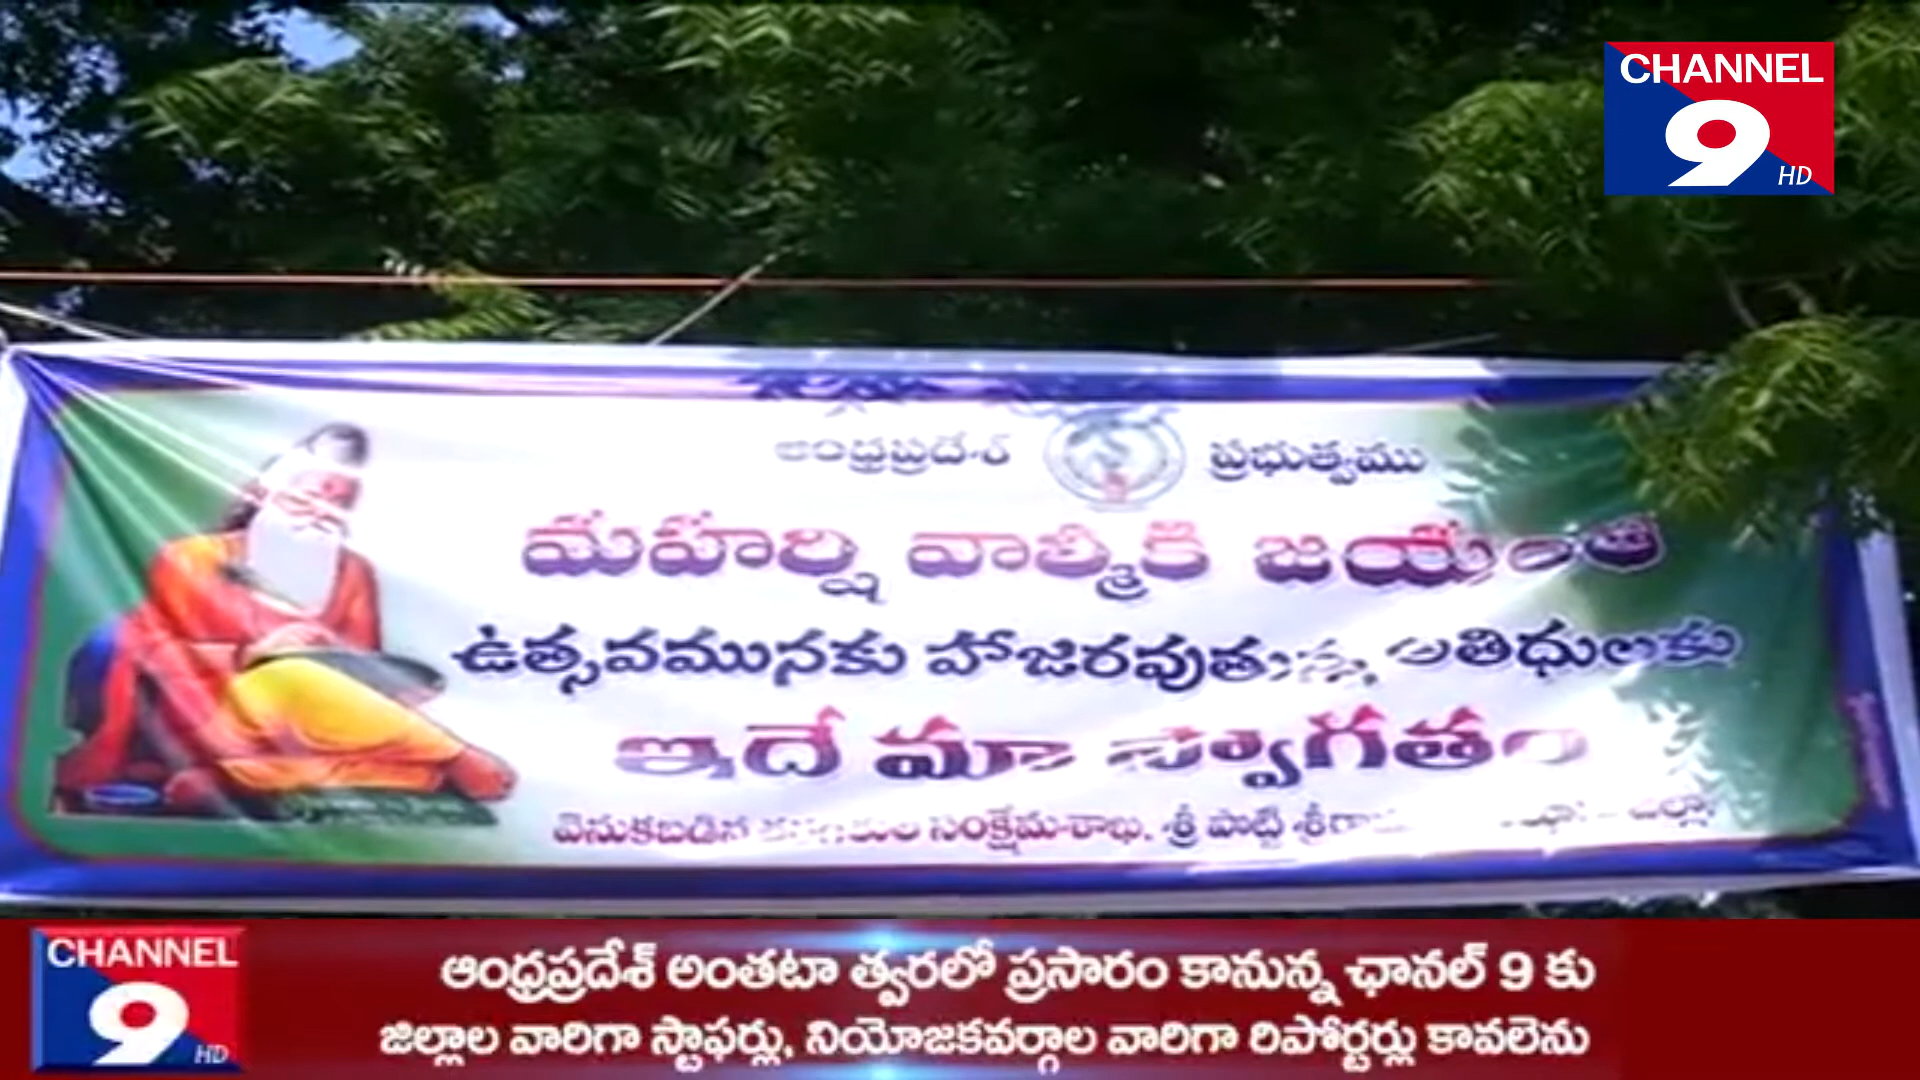 CHANNEL
9
HD
ఆంధ్రప్రదేశ్ ప్రభుత్వము
మహర్షి వాల్మీకి జయంతి
ఉత్సవమునకు హాజరవుతున్న అతిధులకు
ఇదే మా స్వాగతం
వెనుకబడిన సంక్షేమశాఖ, శ్రీ పొట్టి శ్రీరాములు జిల్లా
CHANNEL
9
HD
ఆంధ్రప్రదేశ్ అంతటా త్వరలో ప్రసారం కానున్న ఛానల్ 9 కు
జిల్లాల వారిగా స్టాఫర్లు, నియోజకవర్గాల వారిగా రిపోర్టర్లు కావలెను